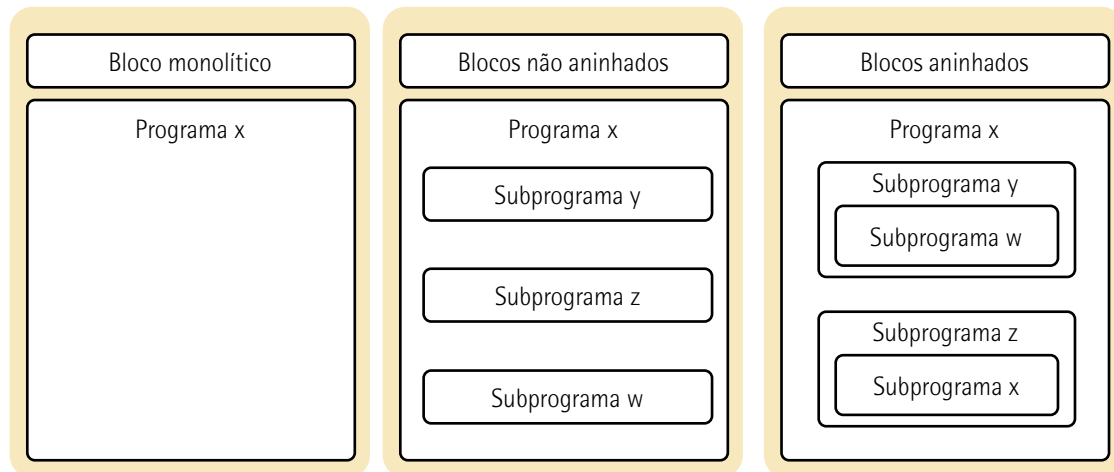 Bloco monolítico
Programa x
Blocos não aninhados
Programa x
Subprograma y
Subprograma z
Subprograma w
Blocos aninhados
Programa x
Subprograma y
Subprograma w
Subprograma z
Subprograma x